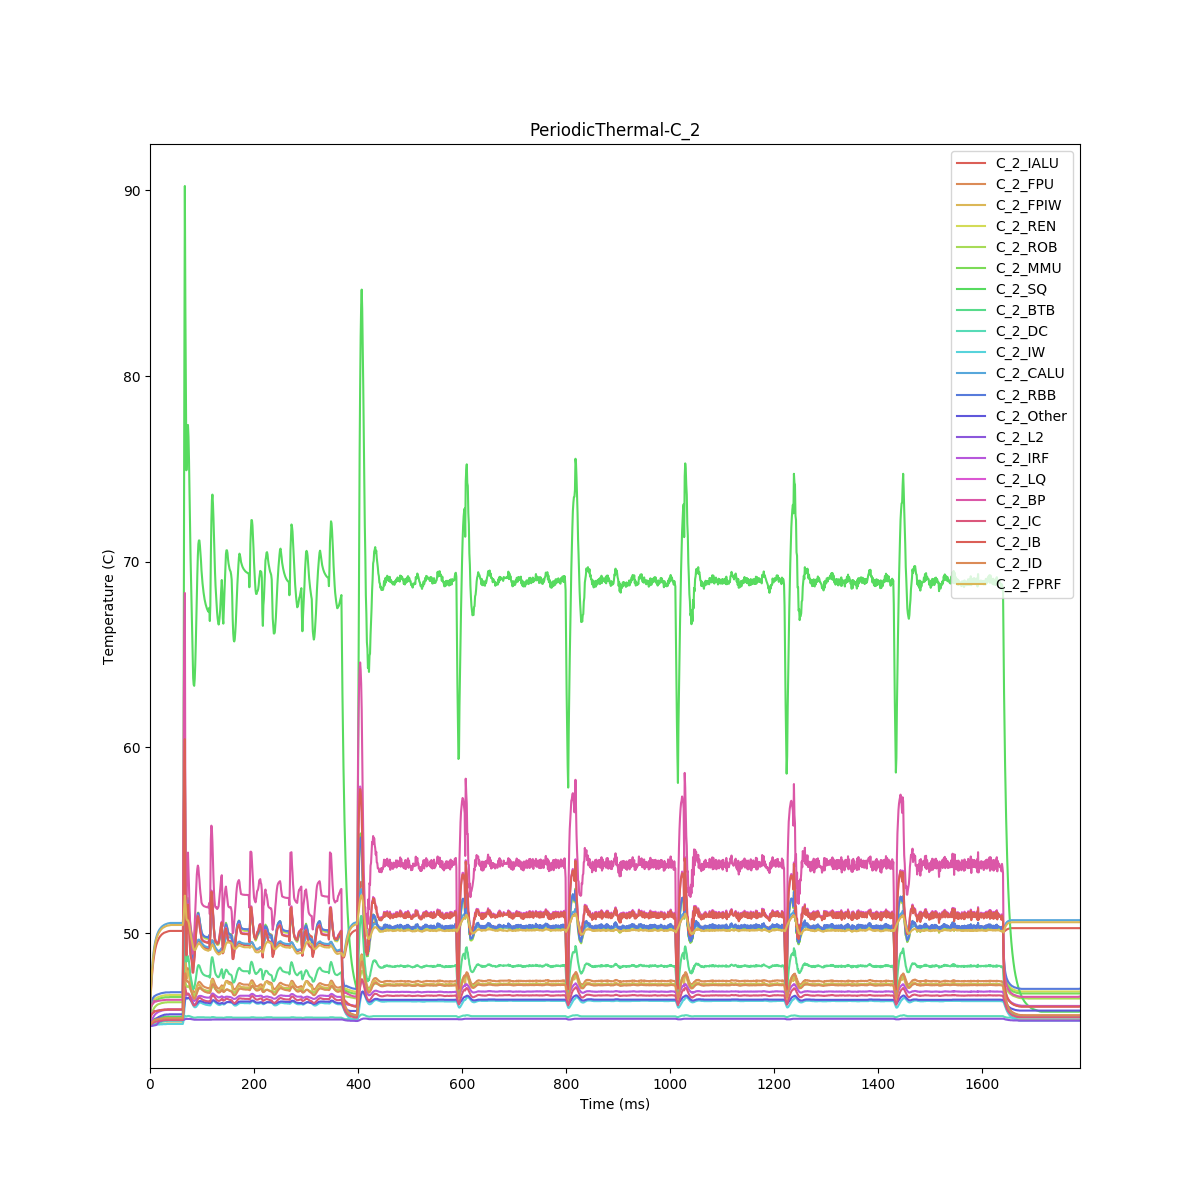 PeriodicThermal-C_2
Temperature (C)
90
80
70
60
50
0
200
400
600
800
1000
1200
1400
1600
Time (ms)
C_2_IALU
C_2_FPU
C_2_FPIW
C_2_REN
C_2_ROB
C_2_MMU
C_2_SQ
C_2_BTB
C_2_DC
C_2_IW
C_2_CALU
C_2_RBB
C_2_Other
C_2_L2
C_2_IRF
C_2_LQ
C_2_BP
C_2_IC
C_2_IB
C_2_ID
C_2_FPRF